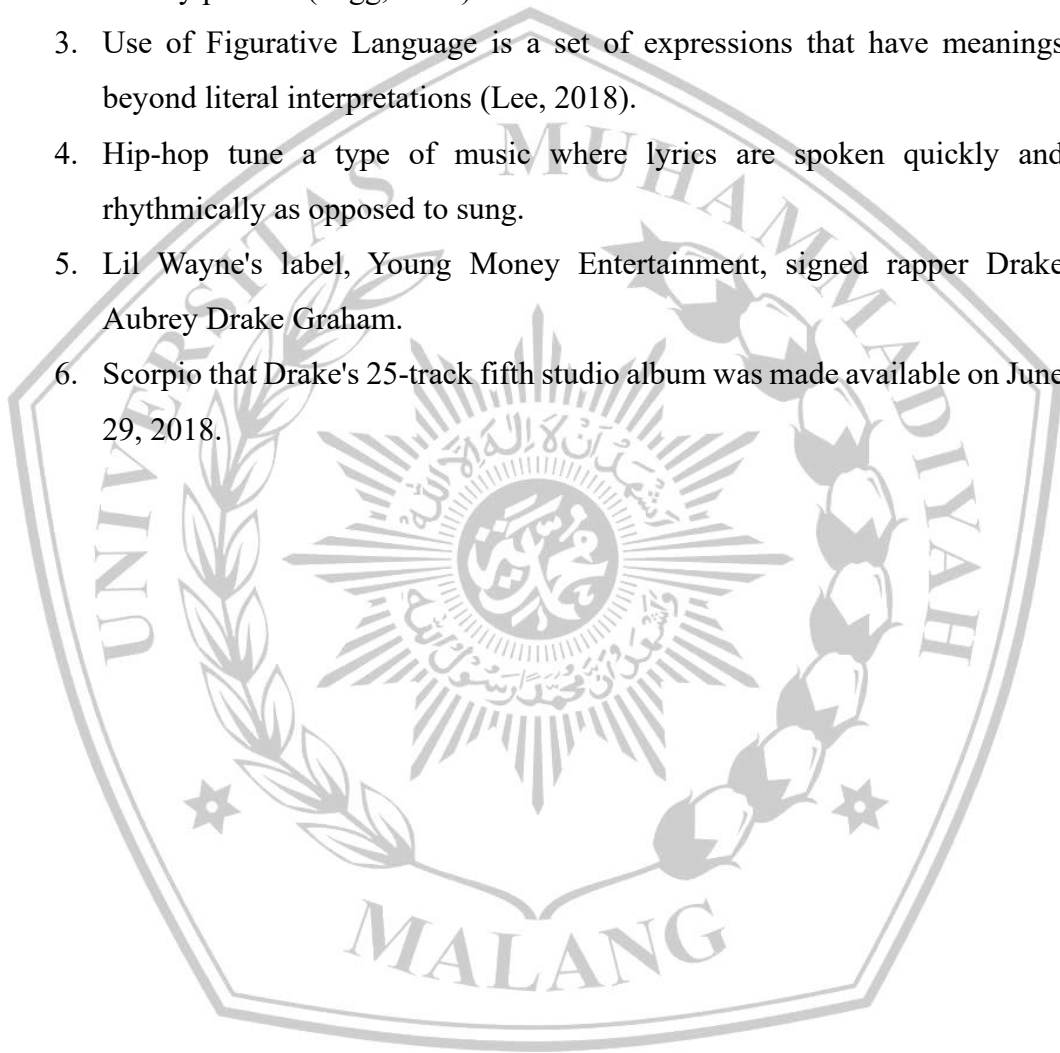 3. Use of Figurative Language is a set of expressions that have meanings
beyond literal interpretations (Lee, 2018).
4. Hip-hop tune a type of music where lyrics are spoken quickly and
rhythmically as opposed to sung.
5. Lil Wayne's label, Young Money Entertainment, signed rapper Drake
Aubrey Drake Graham.
6. Scorpio that Drake's 25-track fifth studio album was made available on June
29, 2018.
UNIVERSITAS MUHAMMADIYAH
MALANG